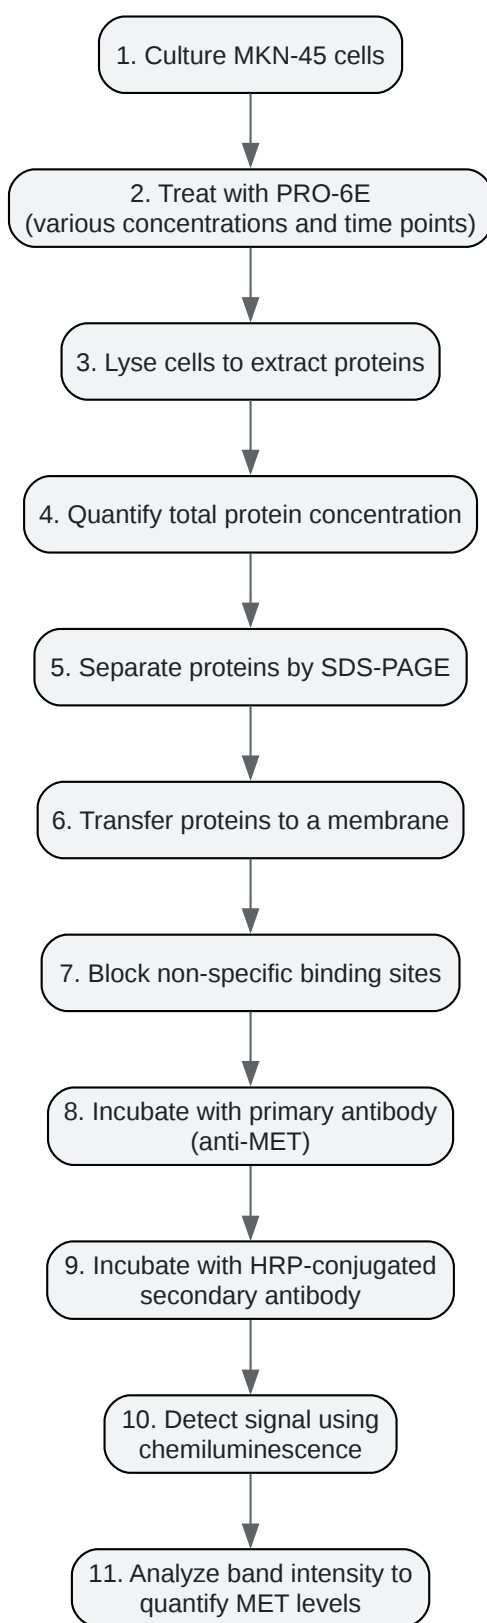 1. Culture MKN-45 cells
2. Treat with PRO-6E
(various concentrations and time points)
3. Lyse cells to extract proteins
4. Quantify total protein concentration
5. Separate proteins by SDS-PAGE
6. Transfer proteins to a membrane
7. Block non-specific binding sites
8. Incubate with primary antibody
(anti-MET)
9. Incubate with HRP-conjugated
secondary antibody
10. Detect signal using
chemiluminescence
11. Analyze band intensity to
quantify MET levels